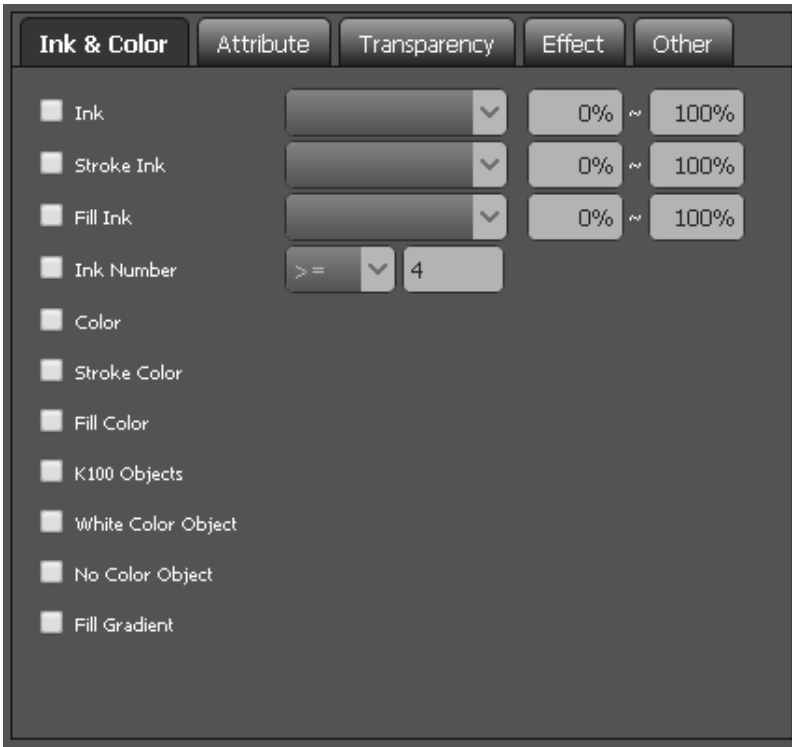 Ink & Color Attribute Transparency Effect Other
Ink 0% ~ 100%
Stroke Ink 0% ~ 100%
Fill Ink 0% ~ 100%
Ink Number >= 4
Color
Stroke Color
Fill Color
K100 Objects
White Color Object
No Color Object
Fill Gradient